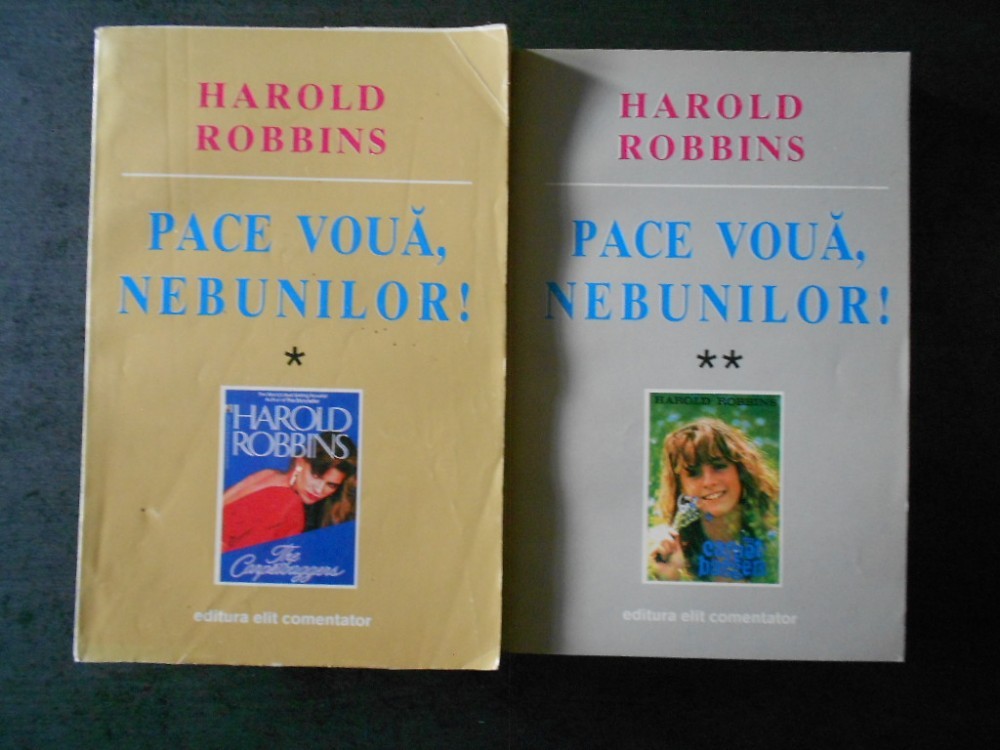 HAROLD
ROBBINS
PACE VOUĂ,
NEBUNILOR!
*
HAROLD
ROBBINS
The
Carpetbaggers
editura elit comentator
HAROLD
ROBBINS
PACE VOUĂ,
NEBUNILOR!
**
HAROLD ROBBINS
editura elit comentator